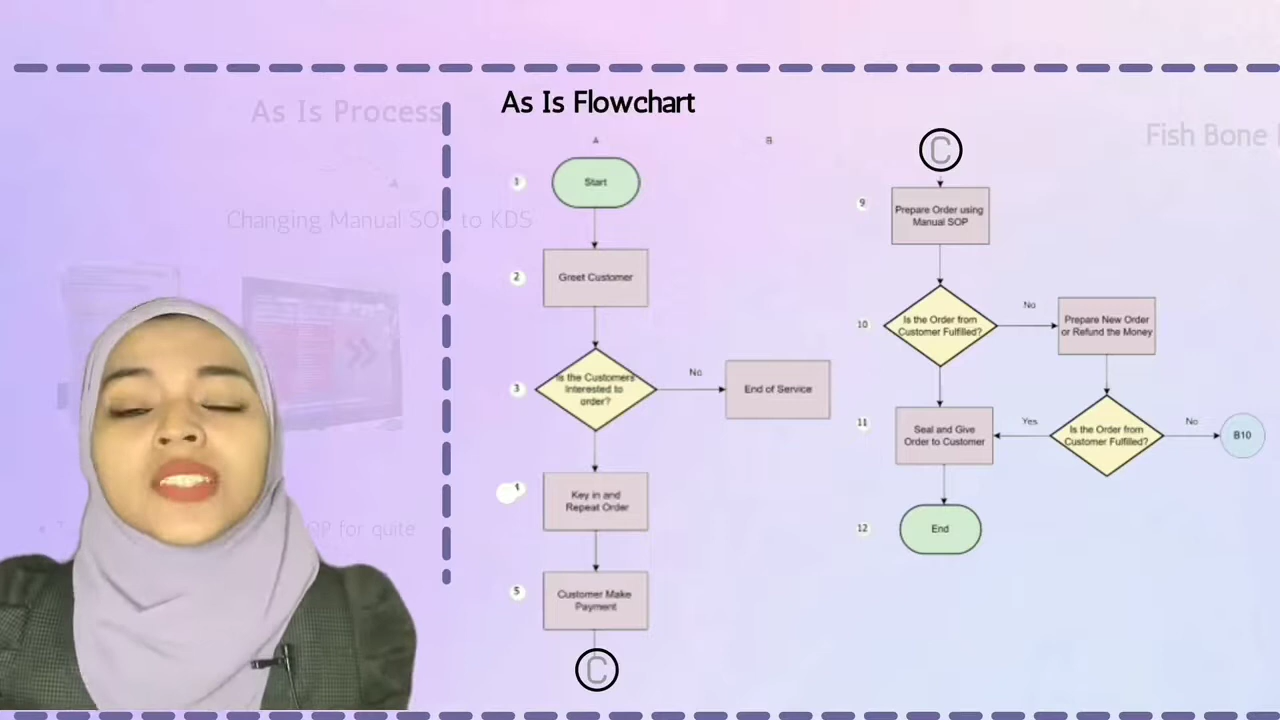 As Is Process
Changing Manual SOP to KDS
SOP for quite
As Is Flowchart
A
B
1
Start
2
Greet Customer
3
Is the Customers
Interested to
order?
No
End of Service
4
Key in and
Repeat Order
5
Customer Make
Payment
C
C
9
Prepare Order using
Manual SOP
10
Is the Order from
Customer Fulfilled?
No
Prepare New Order
or Refund the Money
11
Seal and Give
Order to Customer
Yes
Is the Order from
Customer Fulfilled?
No
B10
12
End
Fish Bone